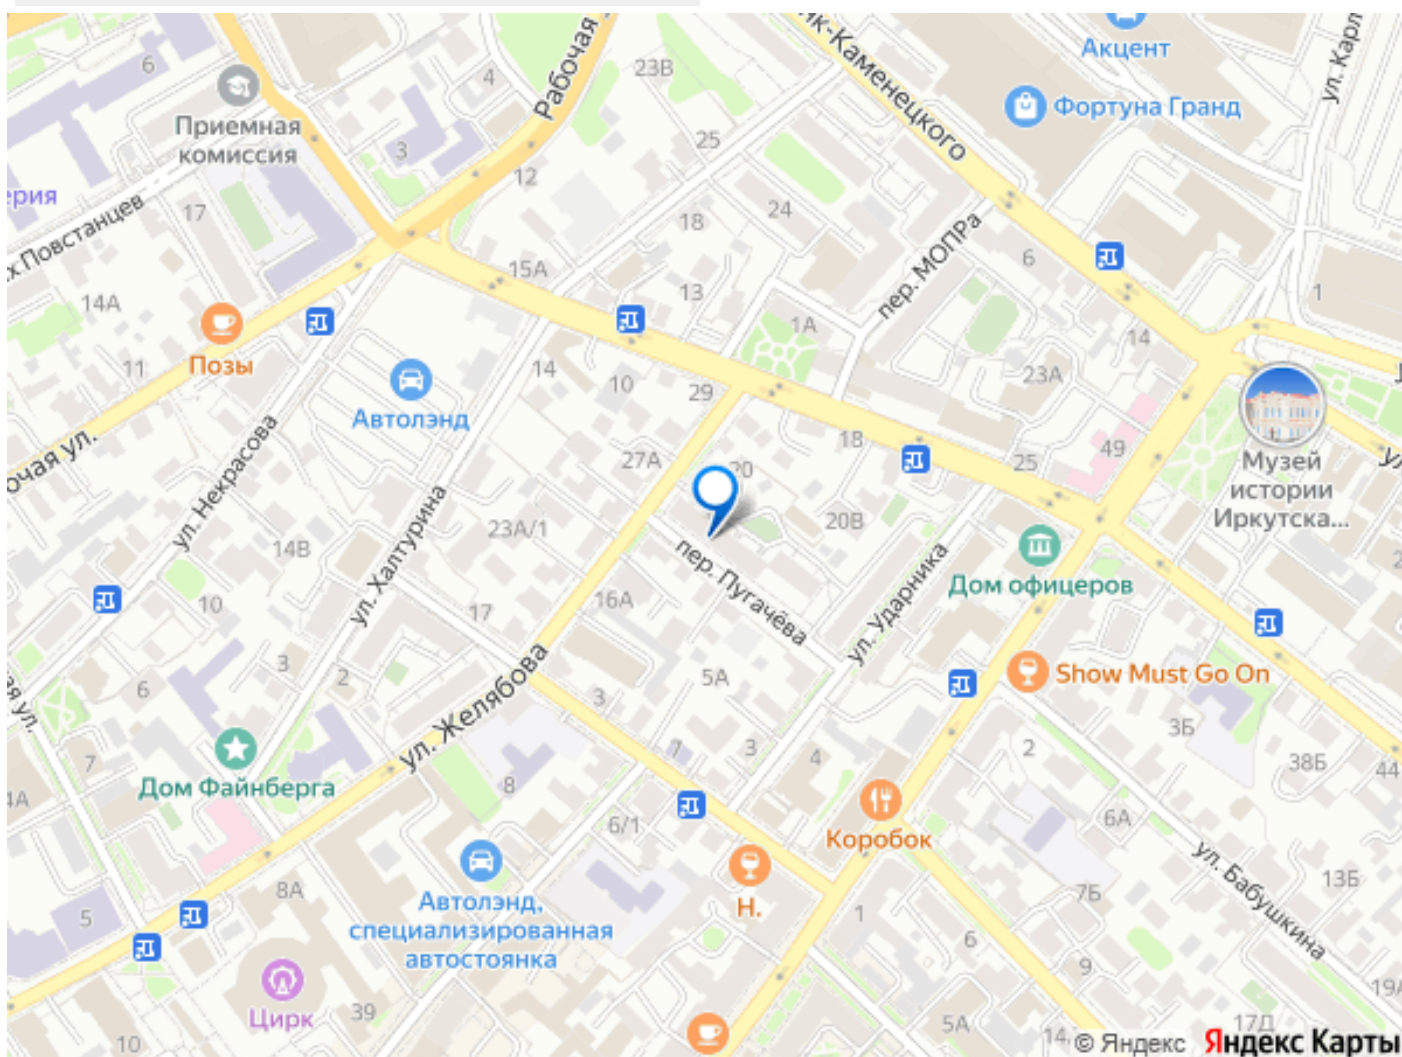 Акцент
ул. Карл
ик-Каменецкого
Рабочая
6
4
23В
Фортуна Гранд
Приемная
комиссия
3
25
12
ерия
17
х Повстанцев
18
24
пер. МОПРа
6
15А
13
14А
1
1А
14
Позы
11
14
10
29
23А
Автолэнд
очая ул.
ул. Некрасова
27А
20
18
25
49
Музей
истории
Иркутска...
ул. Халтурина
23А/1
20В
14В
пер. Пугачёва
ул. Ударника
Дом офицеров
10
17
16А
3
2
6
5А
Show Must Go On
ул. Желябова
3
7
3
4
2
3Б
38Б
44
7
Дом Файнберга
8
4А
6/1
Коробок
6А
ул. Бабушкина
Автолэнд,
специализированная
автостоянка
8А
Н.
1
7Б
13Б
5
6
9
Цирк
39
19А
10
5А
14
17Д
© Яндекс Яндекс Карты